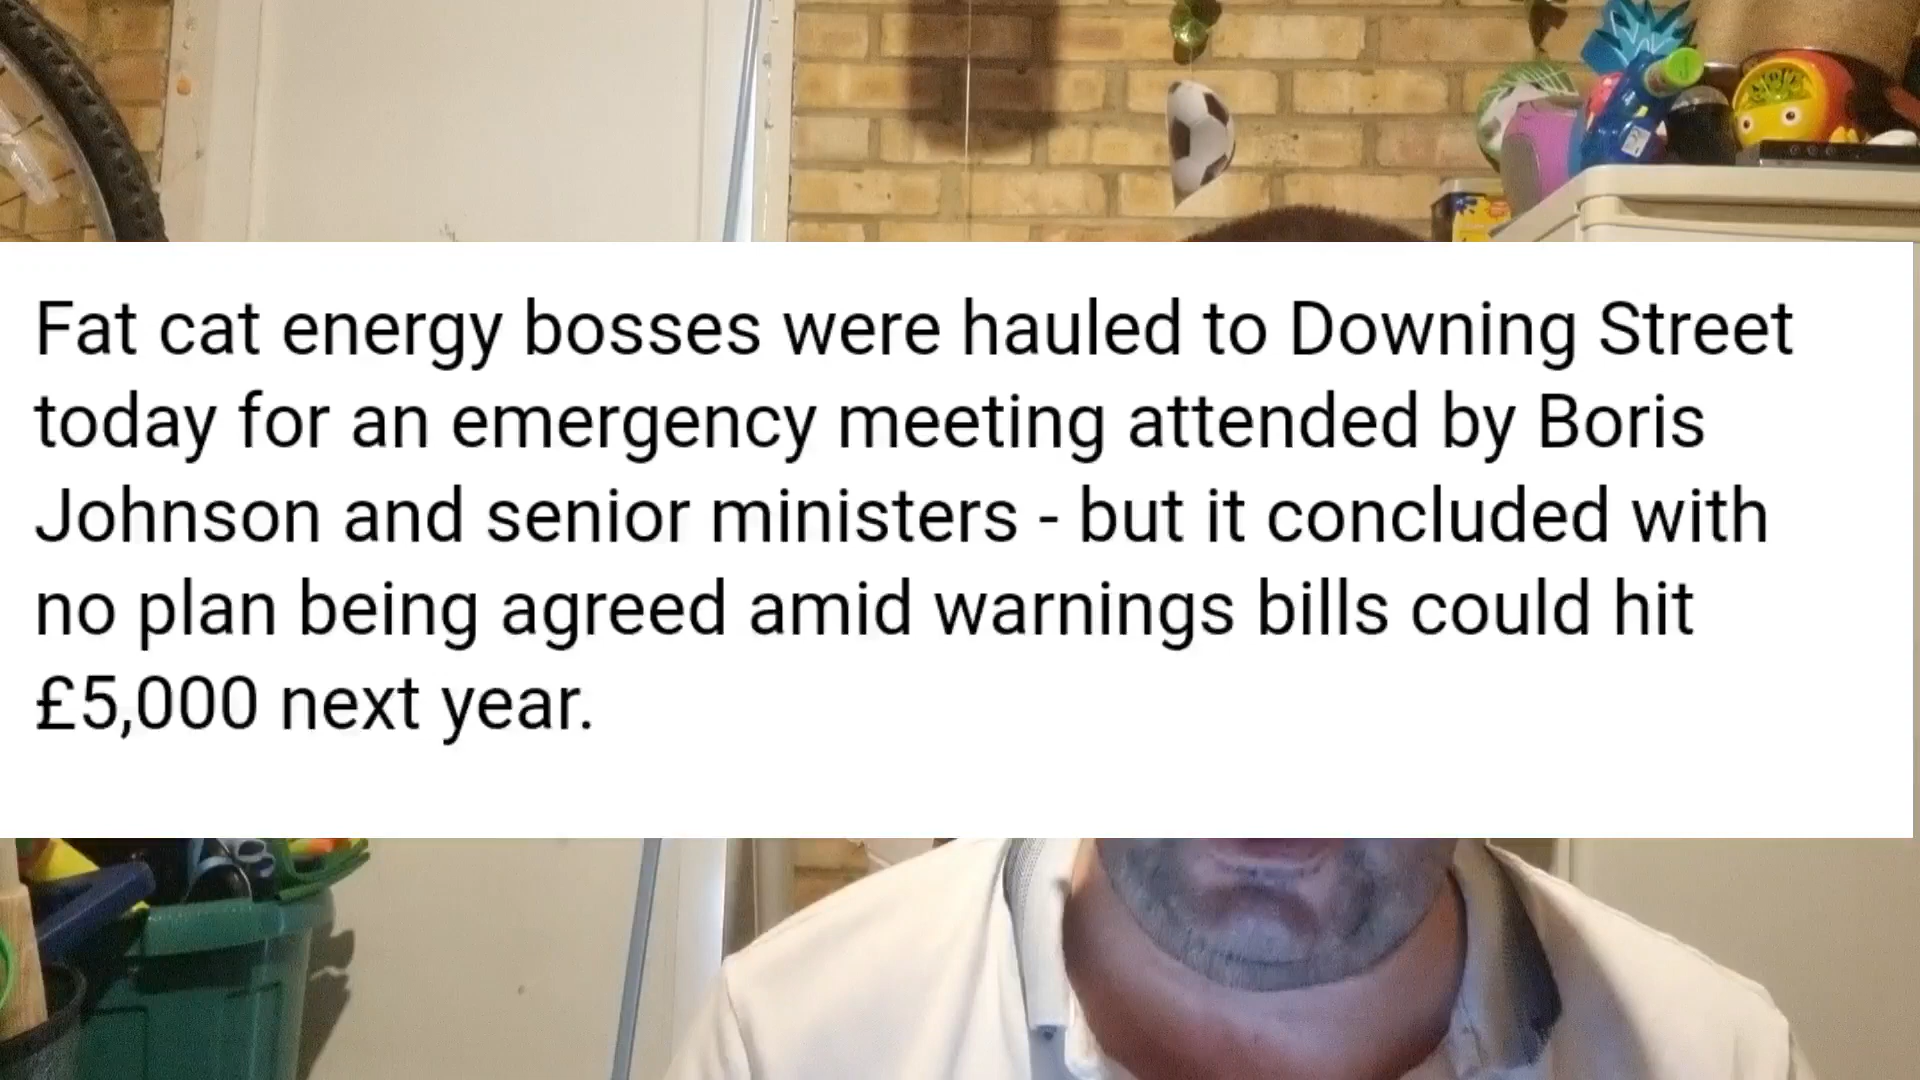 Fat cat energy bosses were hauled to Downing Street
today for an emergency meeting attended by Boris
Johnson and senior ministers - but it concluded with
no plan being agreed amid warnings bills could hit
£5,000 next year.